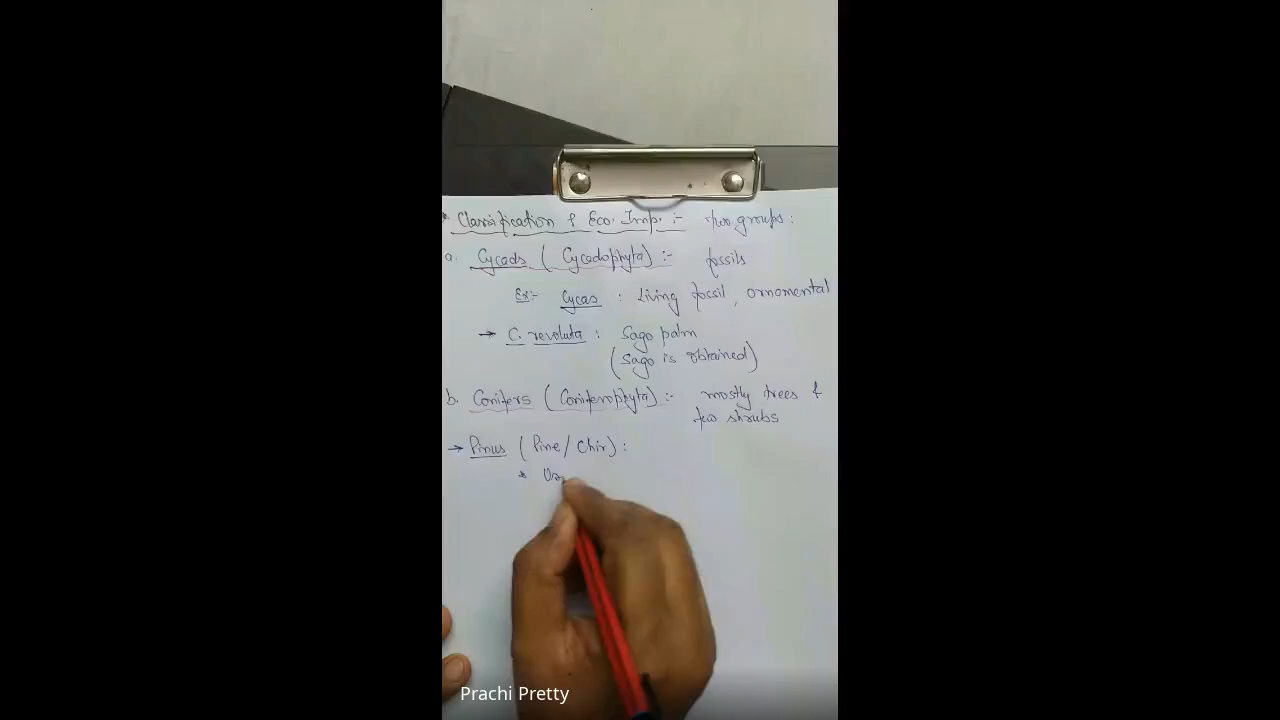 * Classification & Eco. Imp. :- two groups :
a. Cycads ( Cycadophyta) :- fossils
Ex:- Cycas : Living fossil, ornomental
→ C. revoluta : Sago palm
(Sago is obtained)
b. Conifers ( Coniferophyta) :- mostly trees &
few shrubs
→ Pinus ( Pine/ Chir) :
*
Prachi Pretty